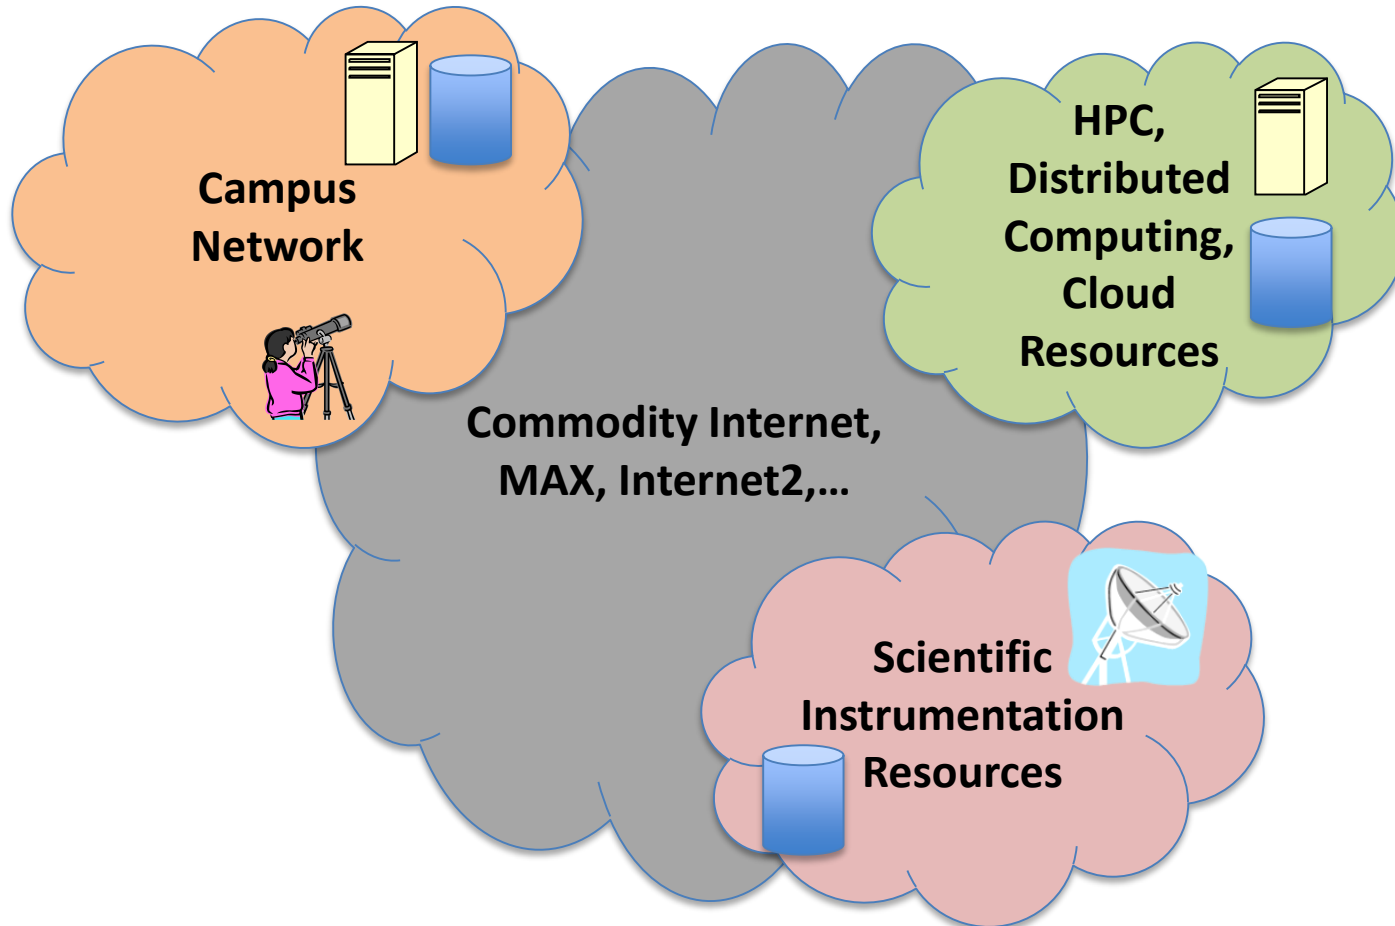 Campus
Network
HPC,
Distributed
Computing,
Cloud
Resources
Commodity Internet,
MAX, Internet2,...
Scientific
Instrumentation
Resources